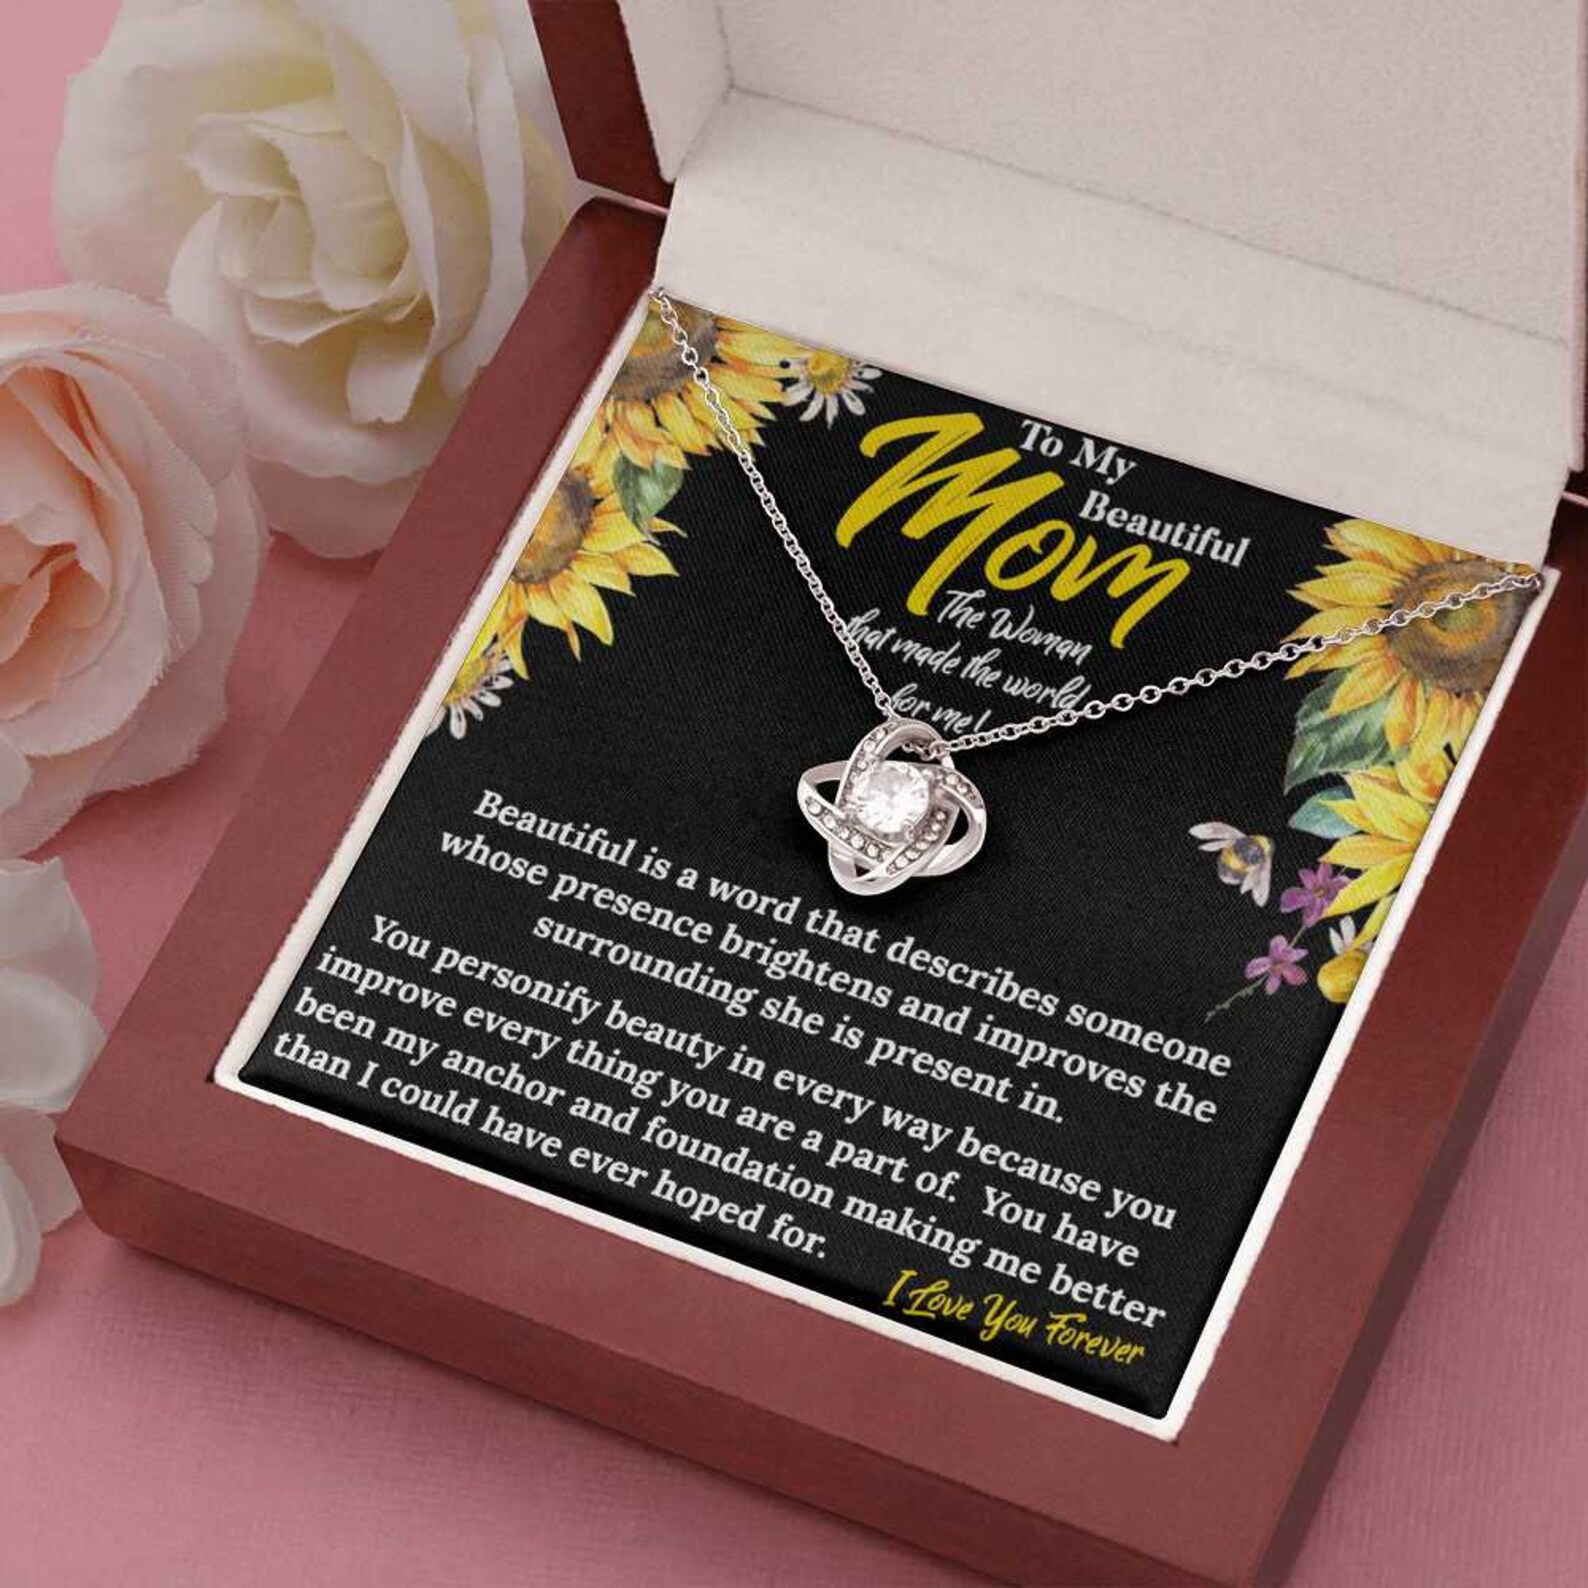 To My
Beautiful
Mom
The Woman
that made the world
for me!
Beautiful is a word that describes someone
whose presence brightens and improves the
surrounding she is present in.
You personify beauty in every way because you
improve every thing you are a part of. You have
been my anchor and foundation making me better
than I could have ever hoped for.
I Love You Forever